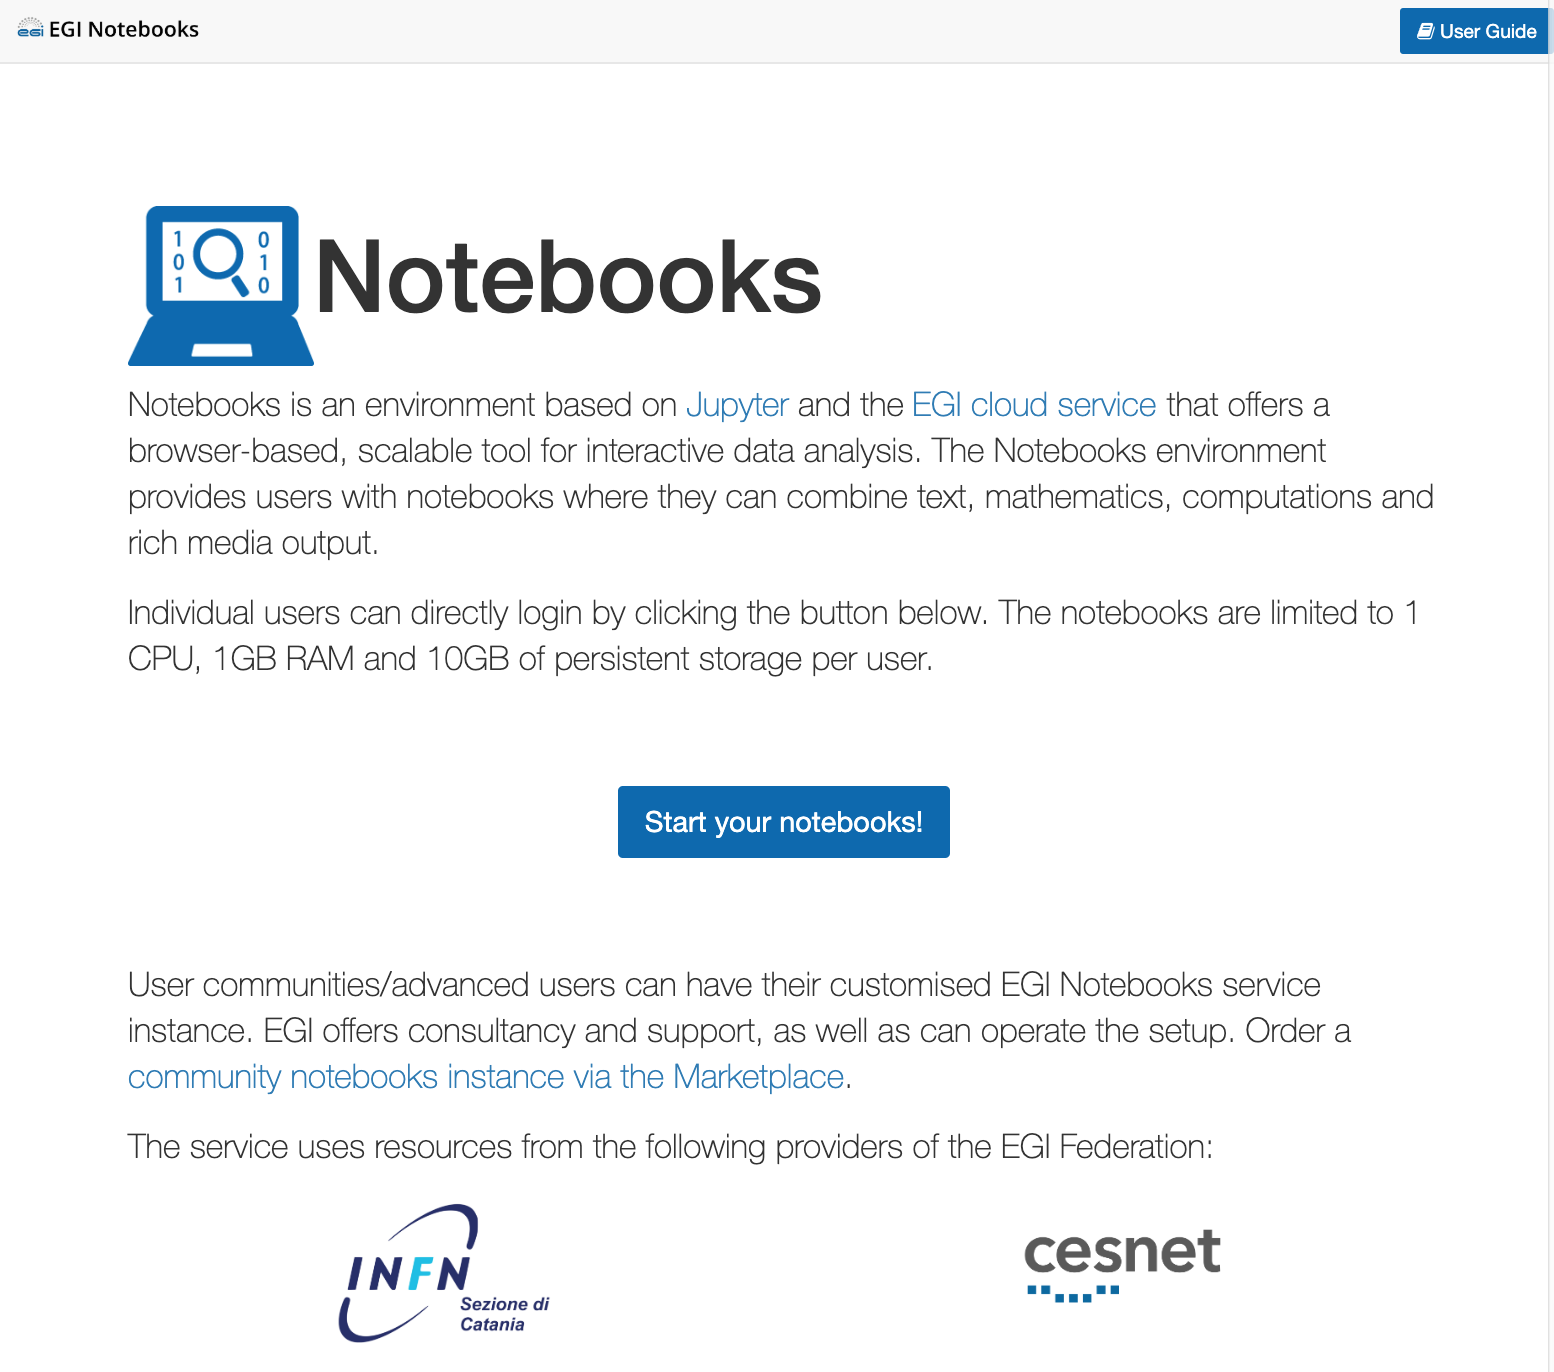 egi EGI Notebooks
User Guide
1 0
0 1
1 0
Notebooks
Notebooks is an environment based on Jupyter and the EGI cloud service that offers a
browser-based, scalable tool for interactive data analysis. The Notebooks environment
provides users with notebooks where they can combine text, mathematics, computations and
rich media output.
Individual users can directly login by clicking the button below. The notebooks are limited to 1
CPU, 1GB RAM and 10GB of persistent storage per user.
Start your notebooks!
User communities/advanced users can have their customised EGI Notebooks service
instance. EGI offers consultancy and support, as well as can operate the setup. Order a
community notebooks instance via the Marketplace.
The service uses resources from the following providers of the EGI Federation:
INFN
Sezione di
Catania
cesnet